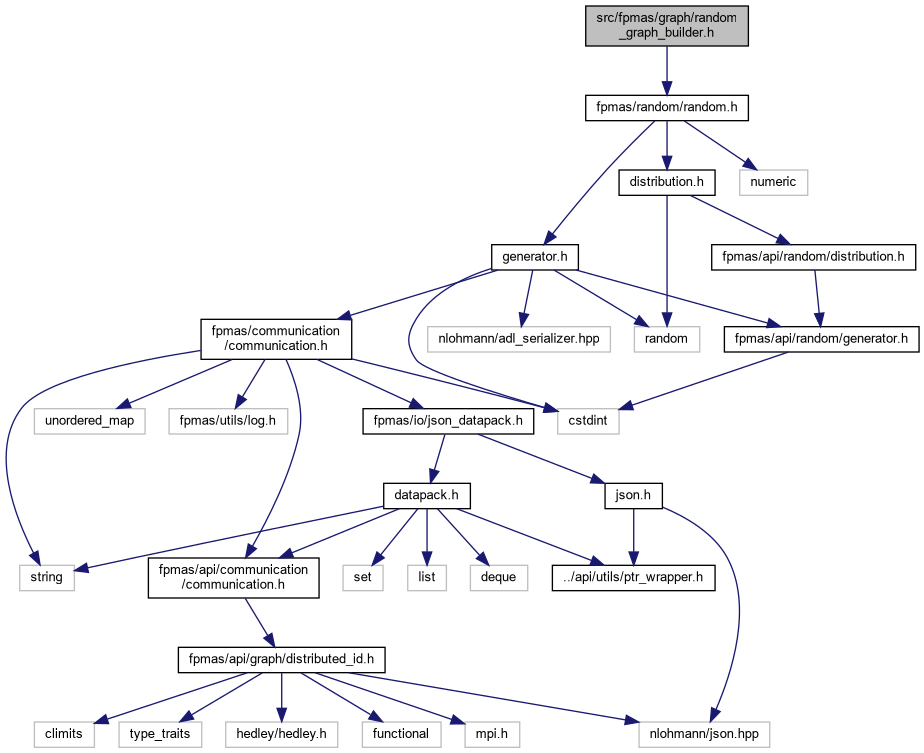 src/fpmas/graph/random
_graph_builder.h
fpmas/random/random.h
distribution.h
numeric
generator.h
fpmas/api/random/distribution.h
fpmas/communication
/communication.h
nlohmann/adl_serializer.hpp
random
fpmas/api/random/generator.h
unordered_map
fpmas/utils/log.h
fpmas/io/json_datapack.h
cstdint
datapack.h
json.h
string
fpmas/api/communication
/communication.h
set
list
deque
../api/utils/ptr_wrapper.h
fpmas/api/graph/distributed_id.h
climits
type_traits
hedley/hedley.h
functional
mpi.h
nlohmann/json.hpp